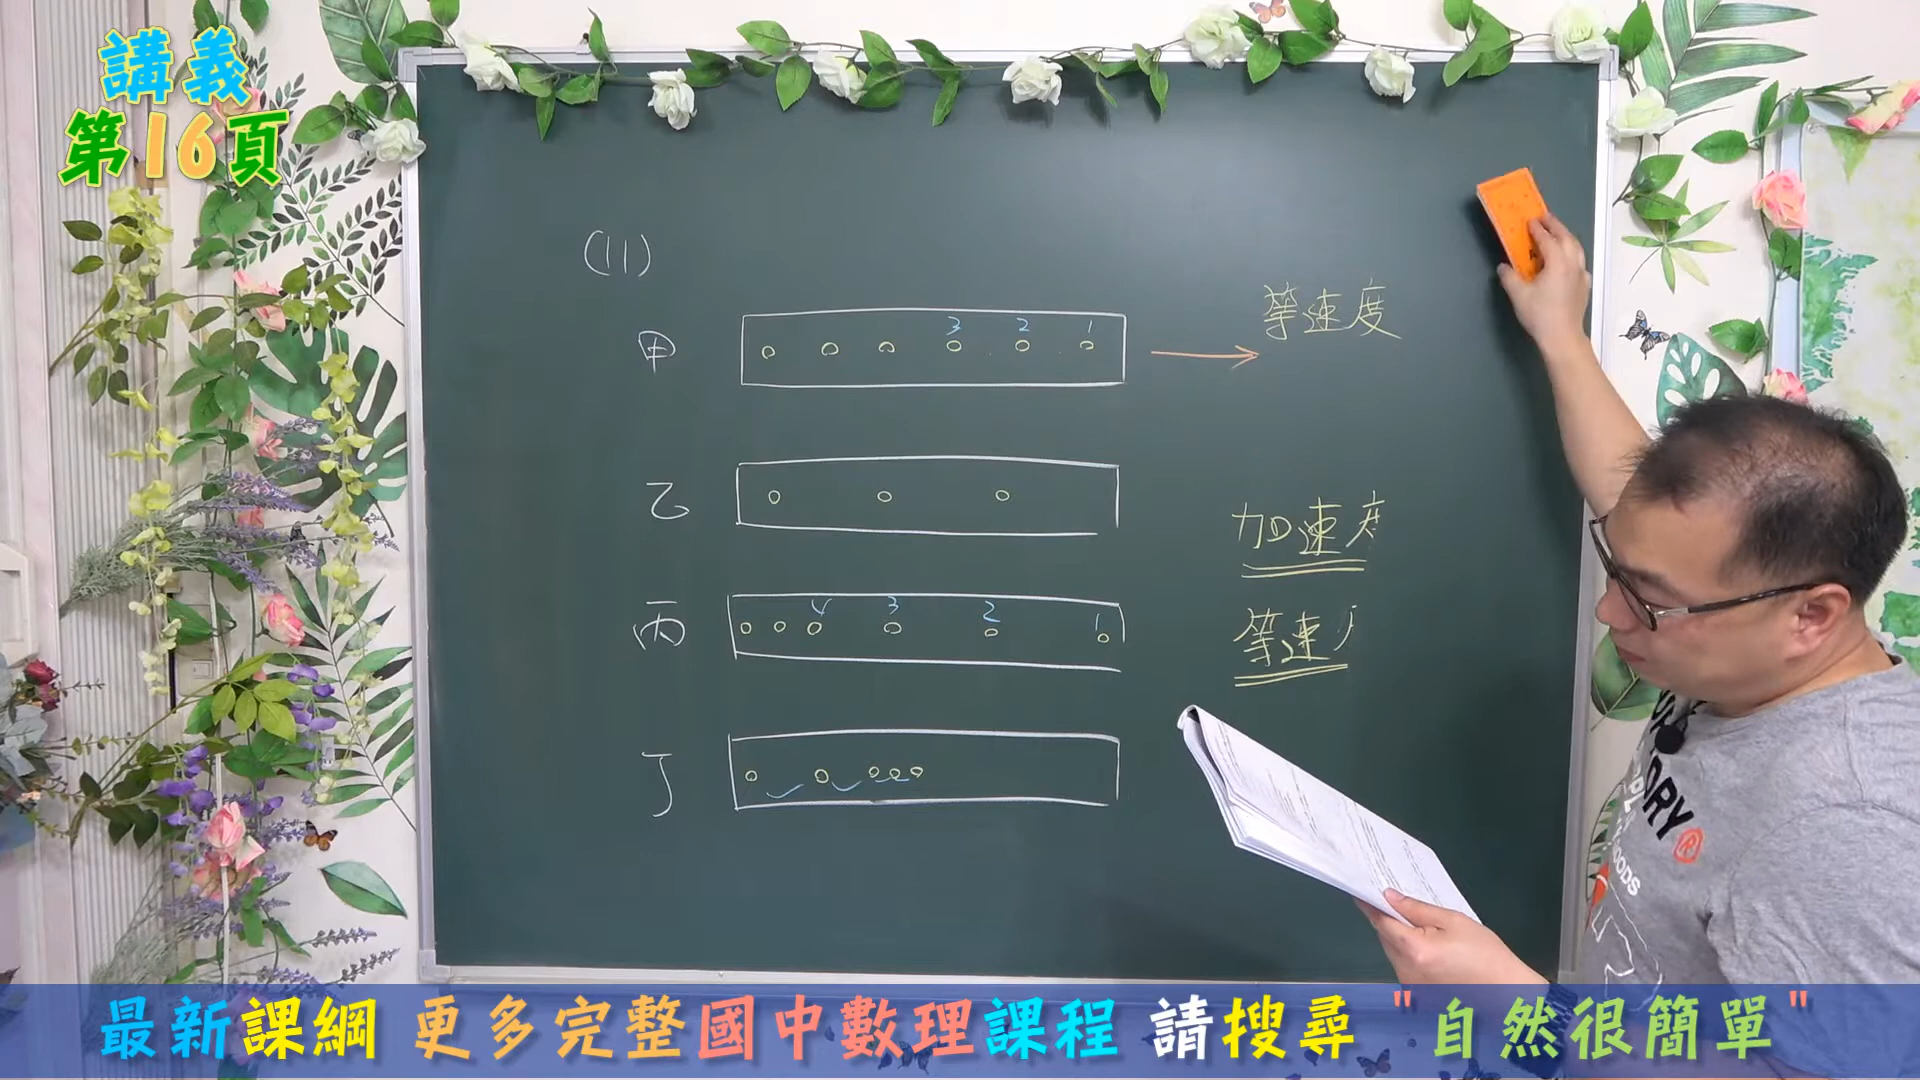 講義
第16頁
(11)
甲
3 2 1
等速度
乙
加速度
丙
4 3 2 1
等速
丁
ORY
最新課綱 更多完整國中數理課程 請搜尋 "自然很簡單"